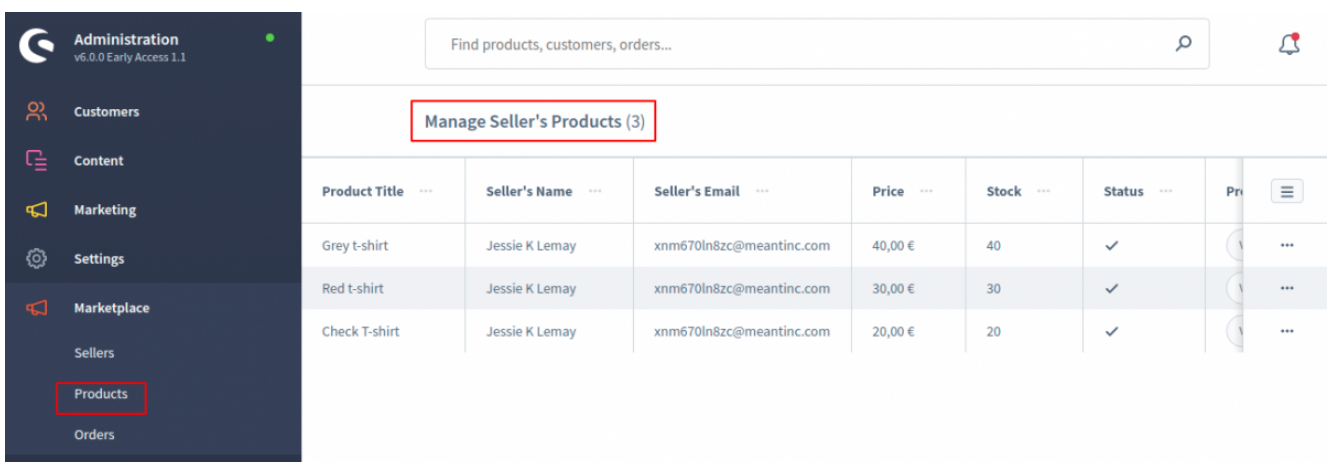 Administration
v6.0.0 Early Access 1.1
Find products, customers, orders...
Customers
Content
Marketing
Settings
Marketplace
Sellers
Products
Orders
Manage Seller's Products (3)
Product Title Seller's Name Seller's Email Price Stock Status
Grey t-shirt Jessie K Lemay xnm670ln8zc@meantinc.com 40,00 € 40
Red t-shirt Jessie K Lemay xnm670ln8zc@meantinc.com 30,00 € 30
Check T-shirt Jessie K Lemay xnm670ln8zc@meantinc.com 20,00 € 20